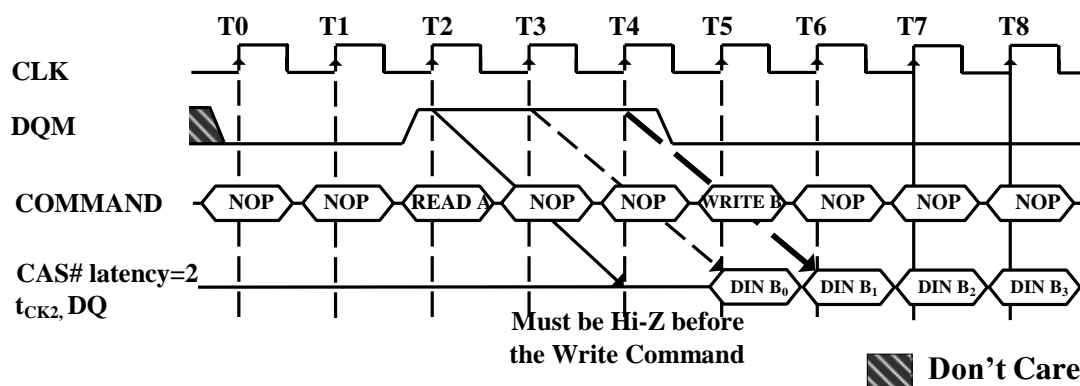 T0 T1 T2 T3 T4 T5 T6 T7 T8
CLK
DQM
COMMAND NOP NOP READ A NOP NOP WRITE B NOP NOP NOP
CAS# latency=2
tCK2, DQ DIN B0 DIN B1 DIN B2 DIN B3
Must be Hi-Z before
the Write Command
Don't Care